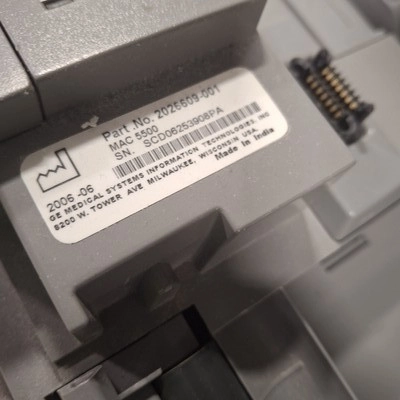 Part No. 2026609-001
MAC 5500
SN. SCD06253908PA
2006 -06
GE MEDICAL SYSTEMS INFORMATION TECHNOLOGIES, INC
8200 W. TOWER AVE MILWAUKEE, WISCONSIN USA.
Made in India